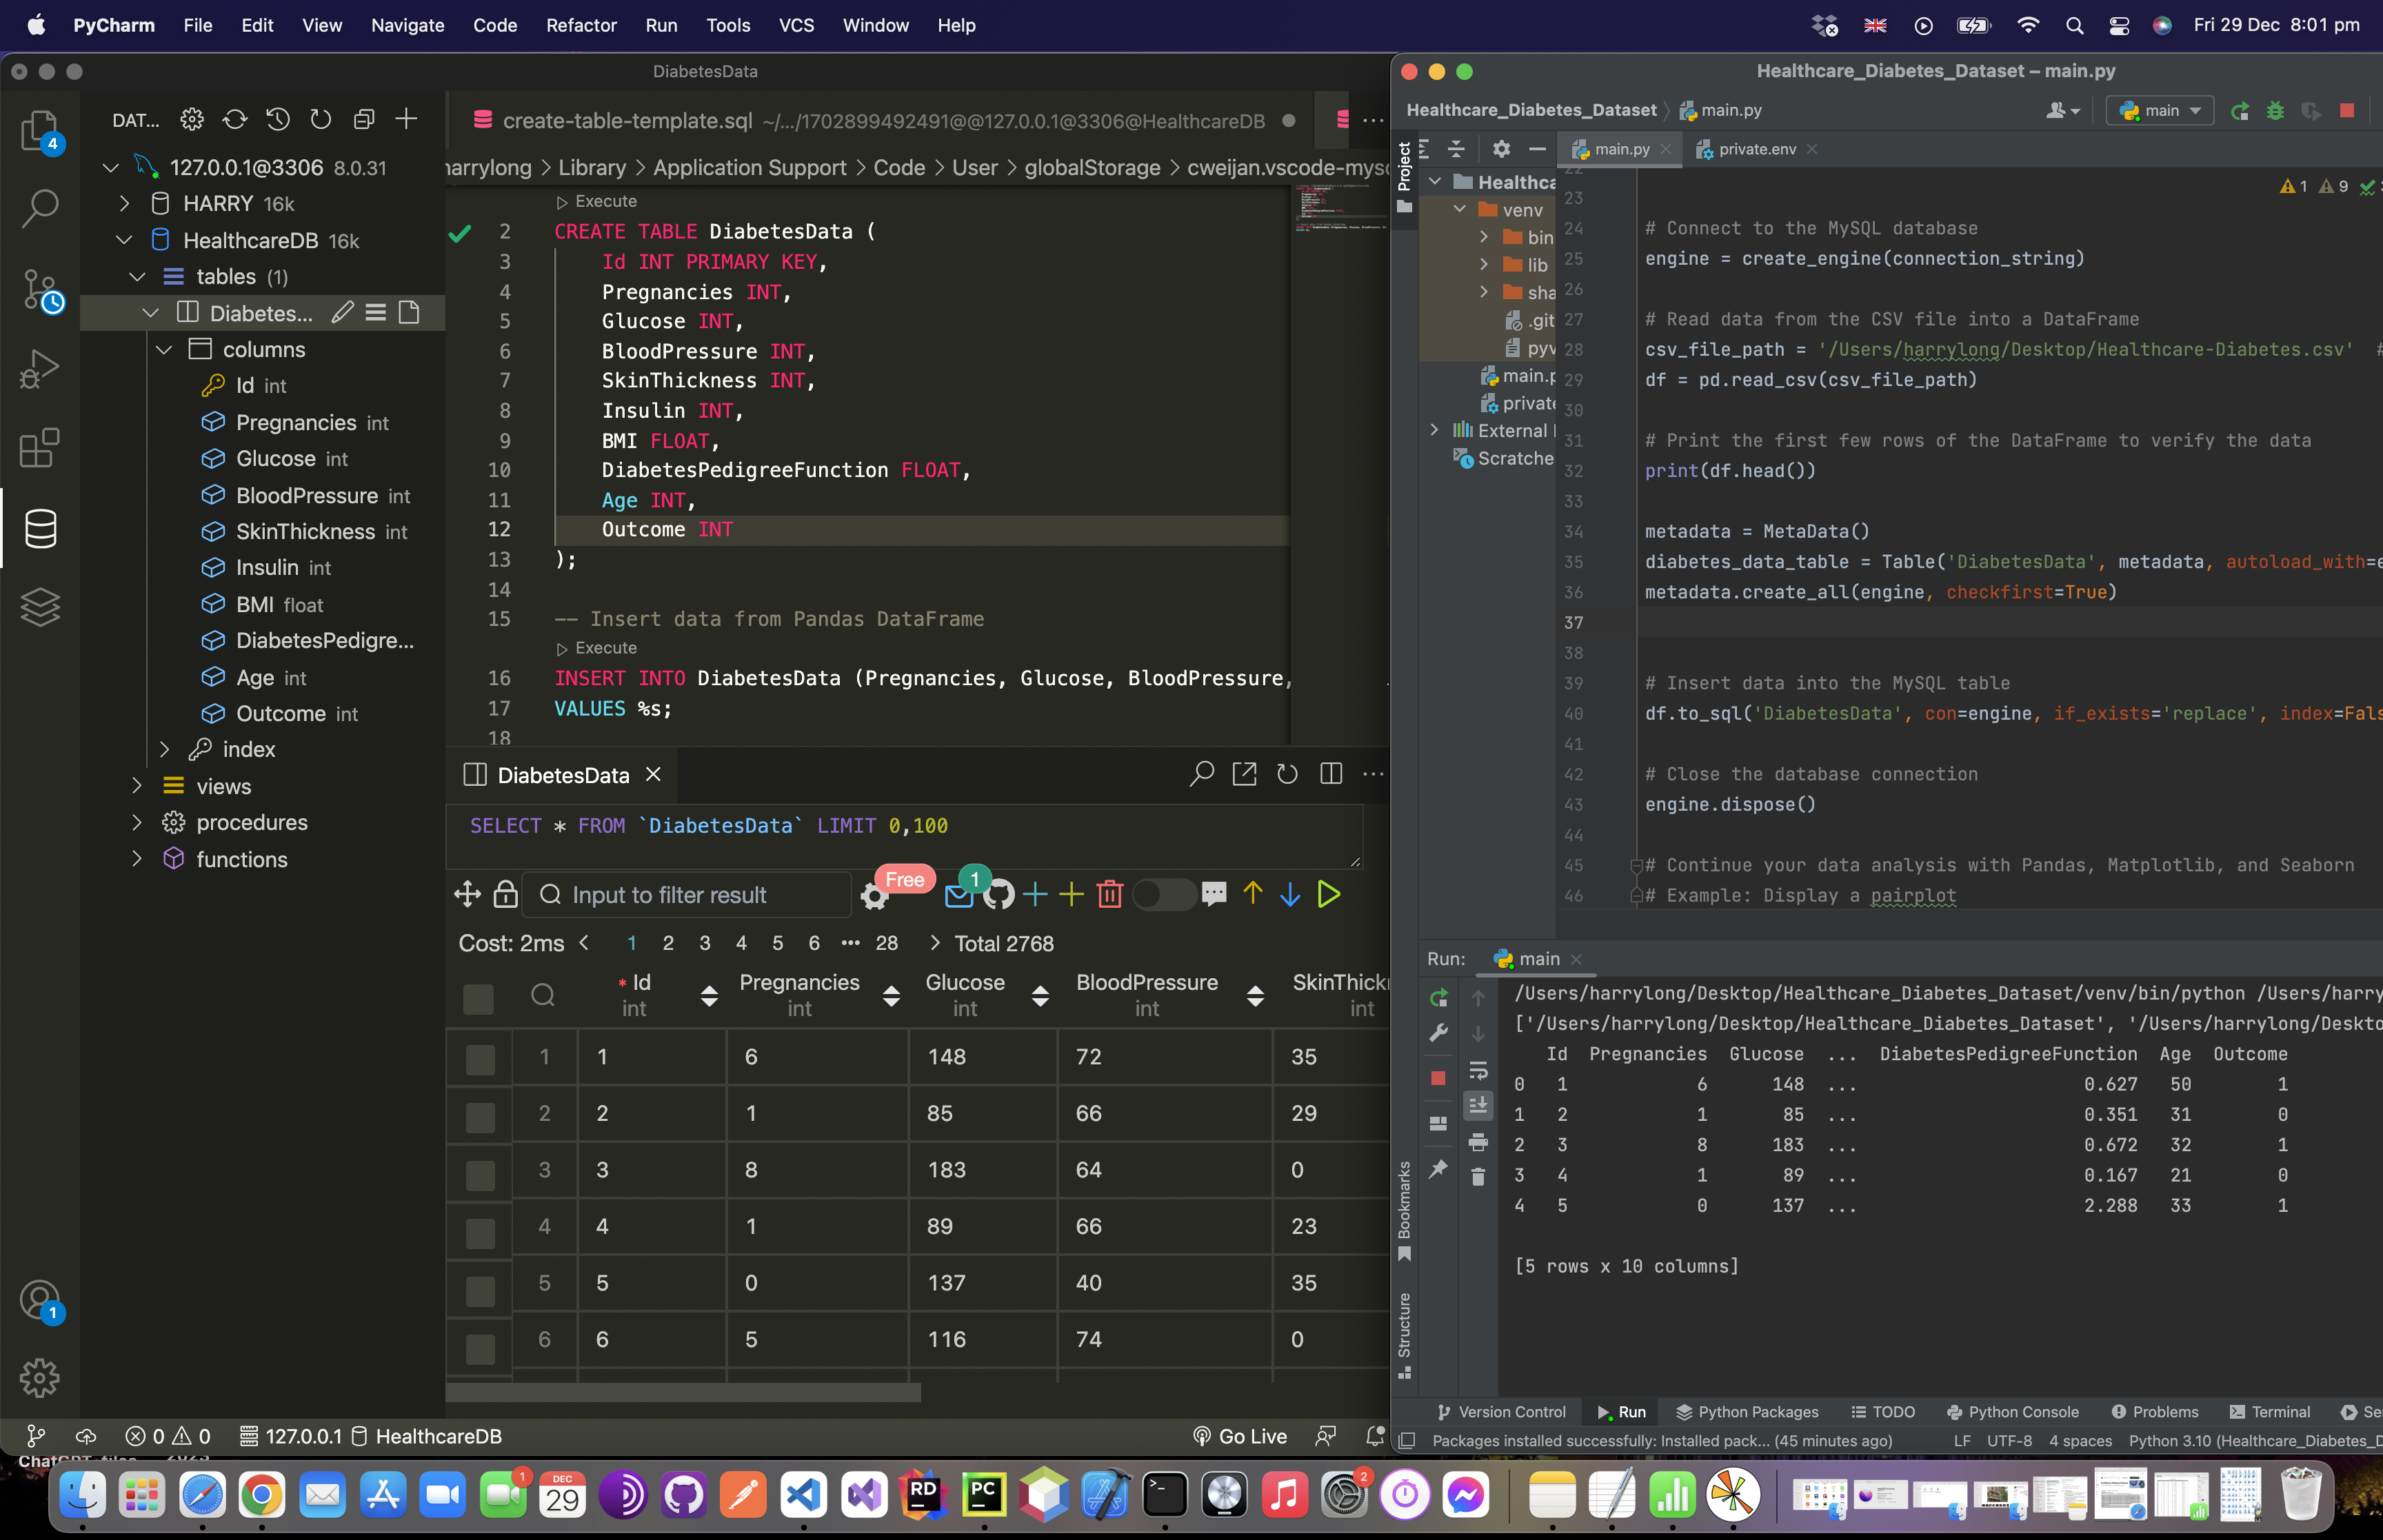 PyCharm File Edit View Navigate Code Refactor Run Tools VCS Window Help
Fri 29 Dec 8:01 pm
DiabetesData
DAT...
4
127.0.0.1@3306 8.0.31
HARRY 16k
HealthcareDB 16k
tables (1)
Diabetes...
columns
Id int
Pregnancies int
Glucose int
BloodPressure int
SkinThickness int
Insulin int
BMI float
DiabetesPedigre...
Age int
Outcome int
index
views
procedures
functions
1
create-table-template.sql ~/.../1702899492491@@127.0.0.1@3306@HealthcareDB
harrylong > Library > Application Support > Code > User > globalStorage > cweijan.vscode-mysq
Execute
2 CREATE TABLE DiabetesData (
3 Id INT PRIMARY KEY,
4 Pregnancies INT,
5 Glucose INT,
6 BloodPressure INT,
7 SkinThickness INT,
8 Insulin INT,
9 BMI FLOAT,
10 DiabetesPedigreeFunction FLOAT,
11 Age INT,
12 Outcome INT
13 );
14
15 -- Insert data from Pandas DataFrame
Execute
16 INSERT INTO DiabetesData (Pregnancies, Glucose, BloodPressure,
17 VALUES %s;
18
DiabetesData
SELECT * FROM `DiabetesData` LIMIT 0,100
Input to filter result
Free
1
Cost: 2ms < 1 2 3 4 5 6 ••• 28 > Total 2768
* Id Pregnancies Glucose BloodPressure SkinThick
int int int int int
1 1 6 148 72 35
2 2 1 85 66 29
3 3 8 183 64 0
4 4 1 89 66 23
5 5 0 137 40 35
6 6 5 116 74 0
0 0 127.0.0.1 HealthcareDB
Go Live
Healthcare_Diabetes_Dataset – main.py
Healthcare_Diabetes_Dataset main.py
main
Project
main.py private.env
Healthca
venv
bin
lib
sha
.git
pyv
main.p
private
External
Scratche
1 9
22
23
24 # Connect to the MySQL database
25 engine = create_engine(connection_string)
26
27 # Read data from the CSV file into a DataFrame
28 csv_file_path = '/Users/harrylong/Desktop/Healthcare-Diabetes.csv' #
29 df = pd.read_csv(csv_file_path)
30
31 # Print the first few rows of the DataFrame to verify the data
32 print(df.head())
33
34 metadata = MetaData()
35 diabetes_data_table = Table('DiabetesData', metadata, autoload_with=e
36 metadata.create_all(engine, checkfirst=True)
37
38
39 # Insert data into the MySQL table
40 df.to_sql('DiabetesData', con=engine, if_exists='replace', index=Fals
41
42 # Close the database connection
43 engine.dispose()
44
45 # Continue your data analysis with Pandas, Matplotlib, and Seaborn
46 # Example: Display a pairplot
Run: main
/Users/harrylong/Desktop/Healthcare_Diabetes_Dataset/venv/bin/python /Users/harry
['/Users/harrylong/Desktop/Healthcare_Diabetes_Dataset', '/Users/harrylong/Deskto
Id Pregnancies Glucose ... DiabetesPedigreeFunction Age Outcome
0 1 6 148 ... 0.627 50 1
1 2 1 85 ... 0.351 31 0
2 3 8 183 ... 0.672 32 1
3 4 1 89 ... 0.167 21 0
4 5 0 137 ... 2.288 33 1
[5 rows x 10 columns]
Bookmarks
Structure
Version Control Run Python Packages TODO Python Console Problems Terminal Se
Packages installed successfully: Installed pack... (45 minutes ago) LF UTF-8 4 spaces Python 3.10 (Healthcare_Diabetes_D
1
DEC
29
RD
PC
2